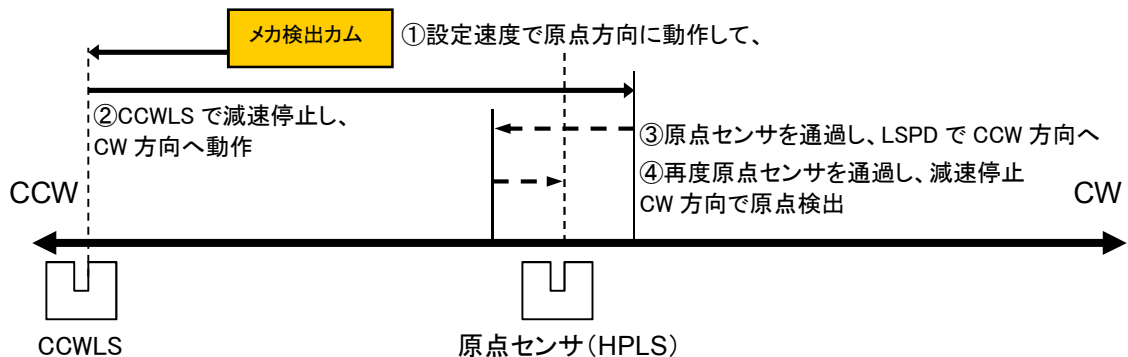 メカ検出カム
①設定速度で原点方向に動作して、
②CCWLS で減速停止し、
CW 方向へ動作
③原点センサを通過し、LSPD で CCW 方向へ
④再度原点センサを通過し、減速停止
CW 方向で原点検出
CCW
CW
CCWLS
原点センサ(HPLS)